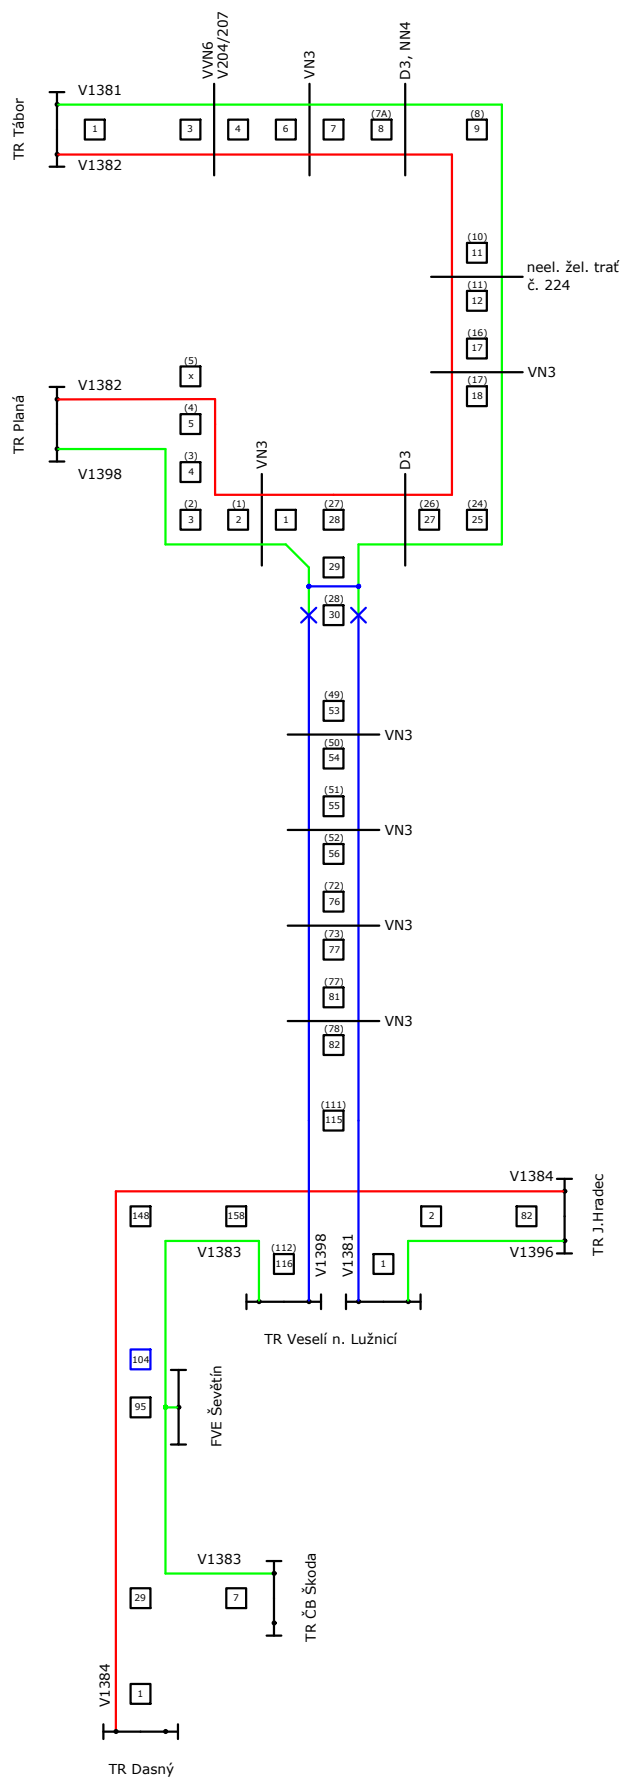 VVN6
V204/207
VN3
D3, NN4
TR Tábor
V1381
1
3
4
6
7
(7A)
8
(8)
9
V1382
(10)
11
neel. žel. trať
č. 224
(11)
12
(16)
17
VN3
(17)
18
TR Planá
V1382
(5)
x
(4)
5
V1398
(3)
4
VN3
D3
(2)
3
(1)
2
1
(27)
28
(26)
27
(24)
25
29
(28)
30
(49)
53
VN3
(50)
54
(51)
55
VN3
(52)
56
(72)
76
VN3
(73)
77
(77)
81
VN3
(78)
82
(111)
115
V1384
148
158
2
82
TR J.Hradec
V1383
(112)
116
V1398
V1381
1
V1396
TR Veselí n. Lužnicí
104
95
FVE Ševětín
V1383
29
7
TR ČB Škoda
V1384
1
TR Dasný